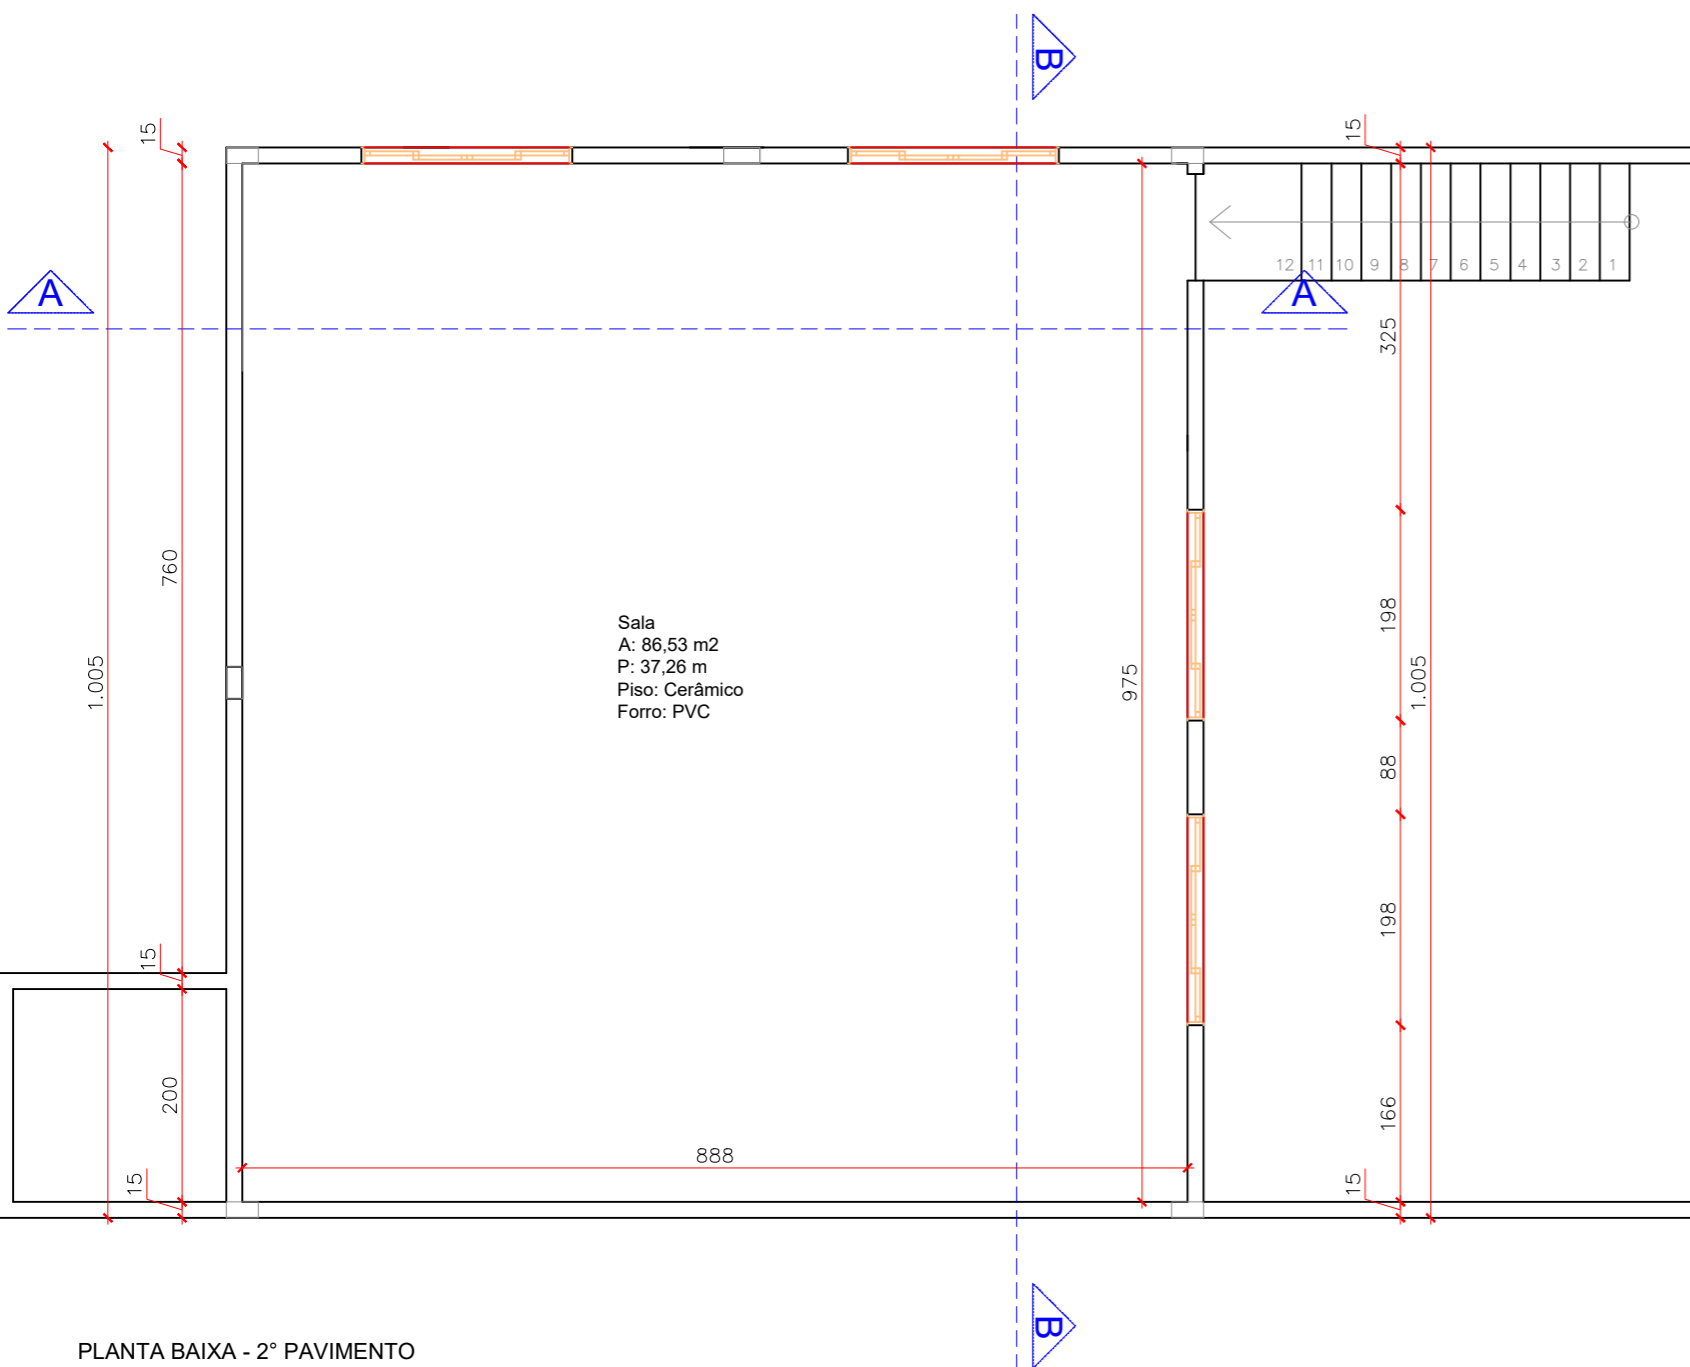 B
15
15
12 11 10 9 8 7 6 5 4 3 2 1
A
A
325
760
198
Sala
A: 86,53 m2
P: 37,26 m
Piso: Cerâmico
Forro: PVC
1.005
975
1.005
88
198
15
200
166
888
15
15
B
PLANTA BAIXA - 2° PAVIMENTO